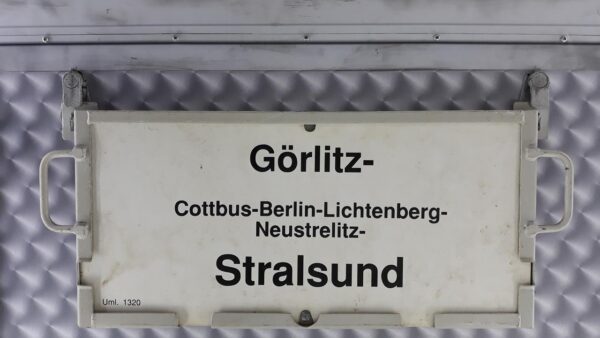 Görlitz-
Cottbus-Berlin-Lichtenberg-
Neustrelitz-
Stralsund
Uml. 1320